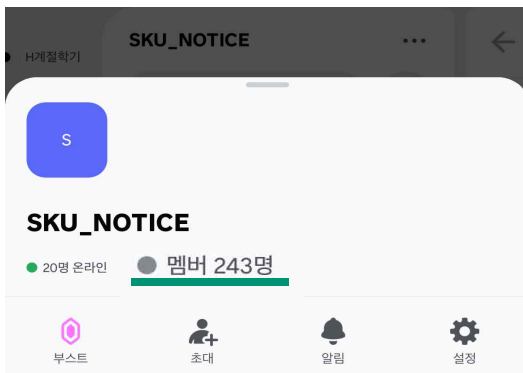 H계절학기
SKU_NOTICE
S
SKU_NOTICE
20명 온라인
멤버 243명
부스트
초대
알림
설정